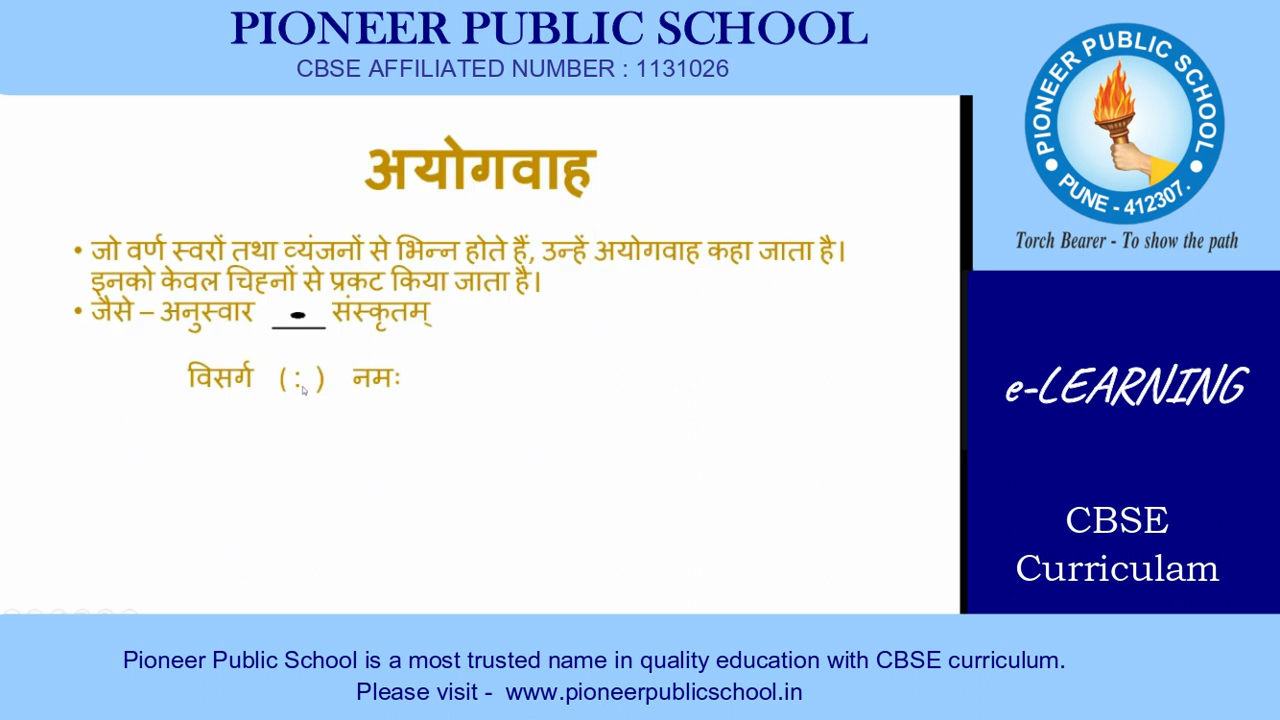 PIONEER PUBLIC SCHOOL
CBSE AFFILIATED NUMBER : 1131026
PIONEER PUBLIC SCHOOL
PUNE - 412307.
Torch Bearer - To show the path
अयोगवाह
• जो वर्ण स्वरों तथा व्यंजनों से भिन्न होते हैं, उन्हें अयोगवाह कहा जाता है।
इनको केवल चिह्नों से प्रकट किया जाता है।
• जैसे – अनुस्वार संस्कृतम्
विसर्ग ( : ) नमः
e-LEARNING
CBSE
Curriculam
Pioneer Public School is a most trusted name in quality education with CBSE curriculum.
Please visit - www.pioneerpublicschool.in